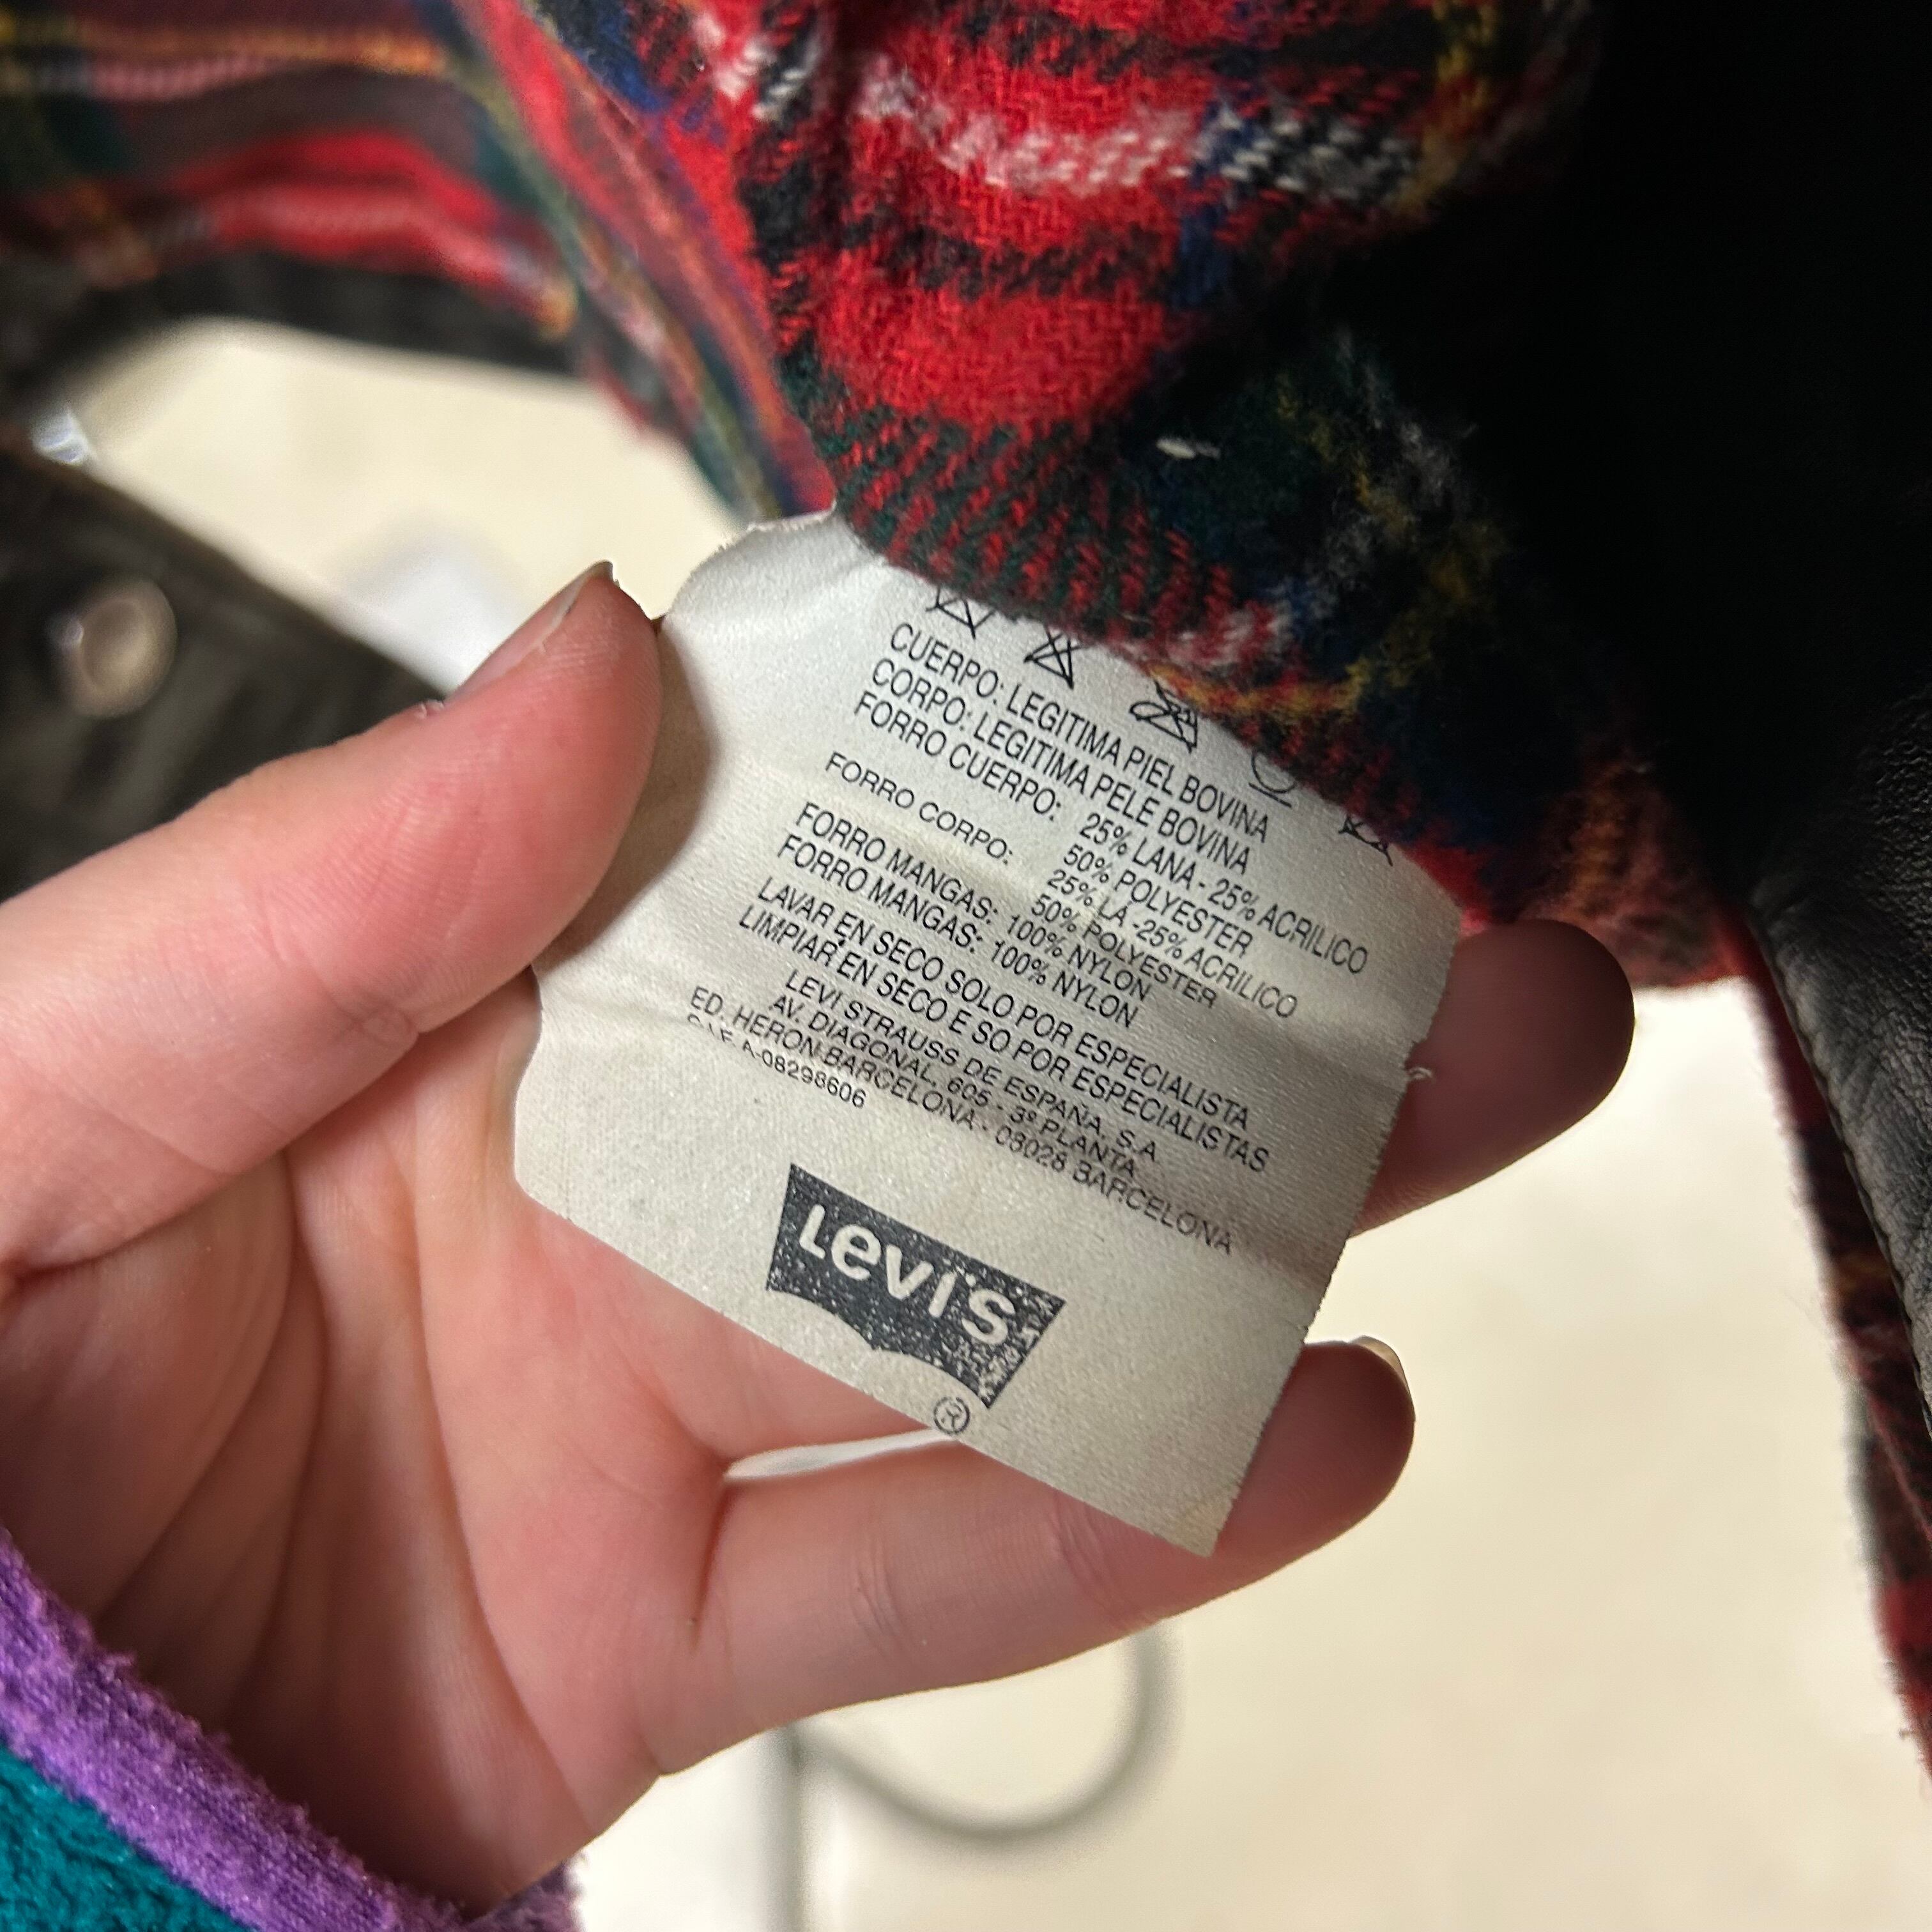 CUERPO: LEGITIMA PIEL BOVINA
CORPO: LEGITIMA PELE BOVINA
FORRO CUERPO: 25% LANA - 25% ACRILICO
50% POLYESTER
FORRO CORPO: 25% LA -25% ACRILICO
50% POLYESTER
FORRO MANGAS: 100% NYLON
FORRO MANGAS: 100% NYLON
LAVAR EN SECO SOLO POR ESPECIALISTA
LIMPIAR EN SECO E SO POR ESPECIALISTAS
LEVI STRAUSS DE ESPAÑA, S.A.
AV. DIAGONAL, 605 - 3ª PLANTA
ED. HERON BARCELONA - 08028 BARCELONA
A-08298606
Levi's
®